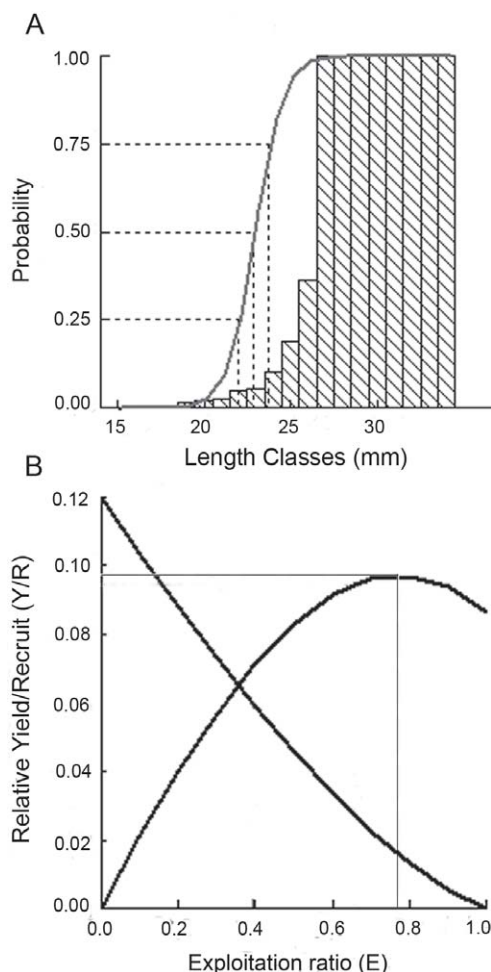 A
1.00
0.75
Probability
0.50
0.25
0.00
15 20 25 30
Length Classes (mm)
B
0.12
0.10
Relative Yield/Recruit (Y/R)
0.08
0.06
0.04
0.02
0.00
0.0 0.2 0.4 0.6 0.8 1.0
Exploitation ratio (E)